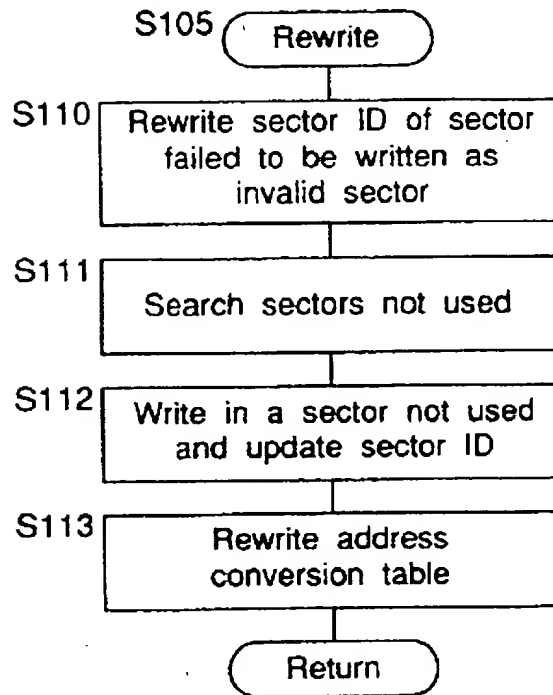 S105 Rewrite
S110
Rewrite sector ID of sector
failed to be written as
invalid sector
S111
Search sectors not used
S112
Write in a sector not used
and update sector ID
S113
Rewrite address
conversion table
Return